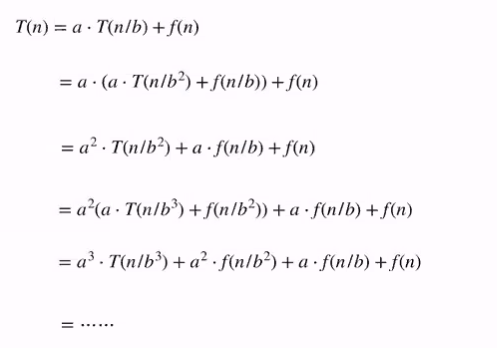 T(n) = a · T(n/b) + f(n)
= a · (a · T(n/b²) + f(n/b)) + f(n)
= a² · T(n/b²) + a · f(n/b) + f(n)
= a²(a · T(n/b³) + f(n/b²)) + a · f(n/b) + f(n)
= a³ · T(n/b³) + a² · f(n/b²) + a · f(n/b) + f(n)
= ······